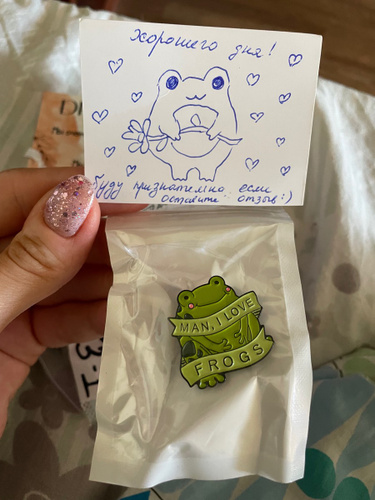 Хорошего дня!
буду признательна если
оставите отзыв :)
MAN, I LOVE
FROGS